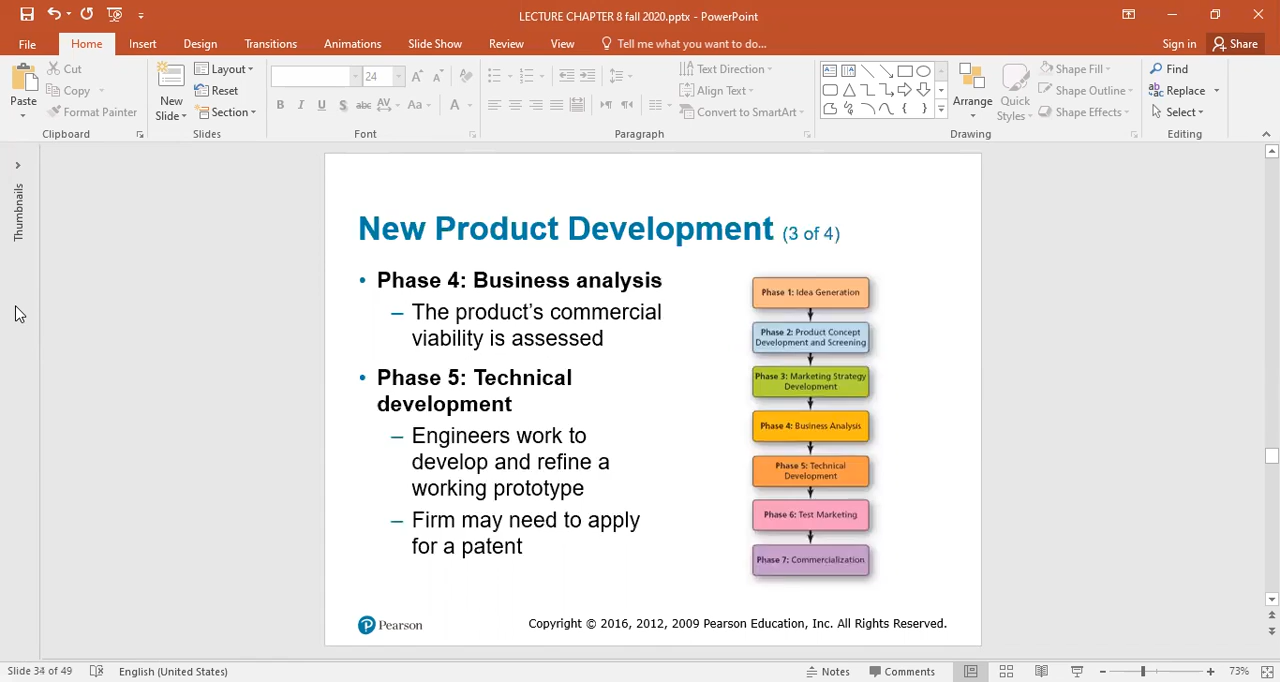 LECTURE CHAPTER 8 fall 2020.pptx - PowerPoint
File Home Insert Design Transitions Animations Slide Show Review View Tell me what you want to do... Sign in Share
Paste
Cut
Copy
Format Painter
Clipboard
New Slide
Layout
Reset
Section
Slides
24
B I U S abc AV Aa A
Font
Text Direction
Align Text
Convert to SmartArt
Paragraph
Arrange
Quick Styles
Shape Fill
Shape Outline
Shape Effects
Drawing
Find
Replace
Select
Editing
Thumbnails
New Product Development (3 of 4)
• Phase 4: Business analysis
– The product's commercial
viability is assessed
• Phase 5: Technical
development
– Engineers work to
develop and refine a
working prototype
– Firm may need to apply
for a patent
Phase 1: Idea Generation
Phase 2: Product Concept
Development and Screening
Phase 3: Marketing Strategy
Development
Phase 4: Business Analysis
Phase 5: Technical
Development
Phase 6: Test Marketing
Phase 7: Commercialization
Pearson
Copyright © 2016, 2012, 2009 Pearson Education, Inc. All Rights Reserved.
Slide 34 of 49 English (United States) Notes Comments 73%